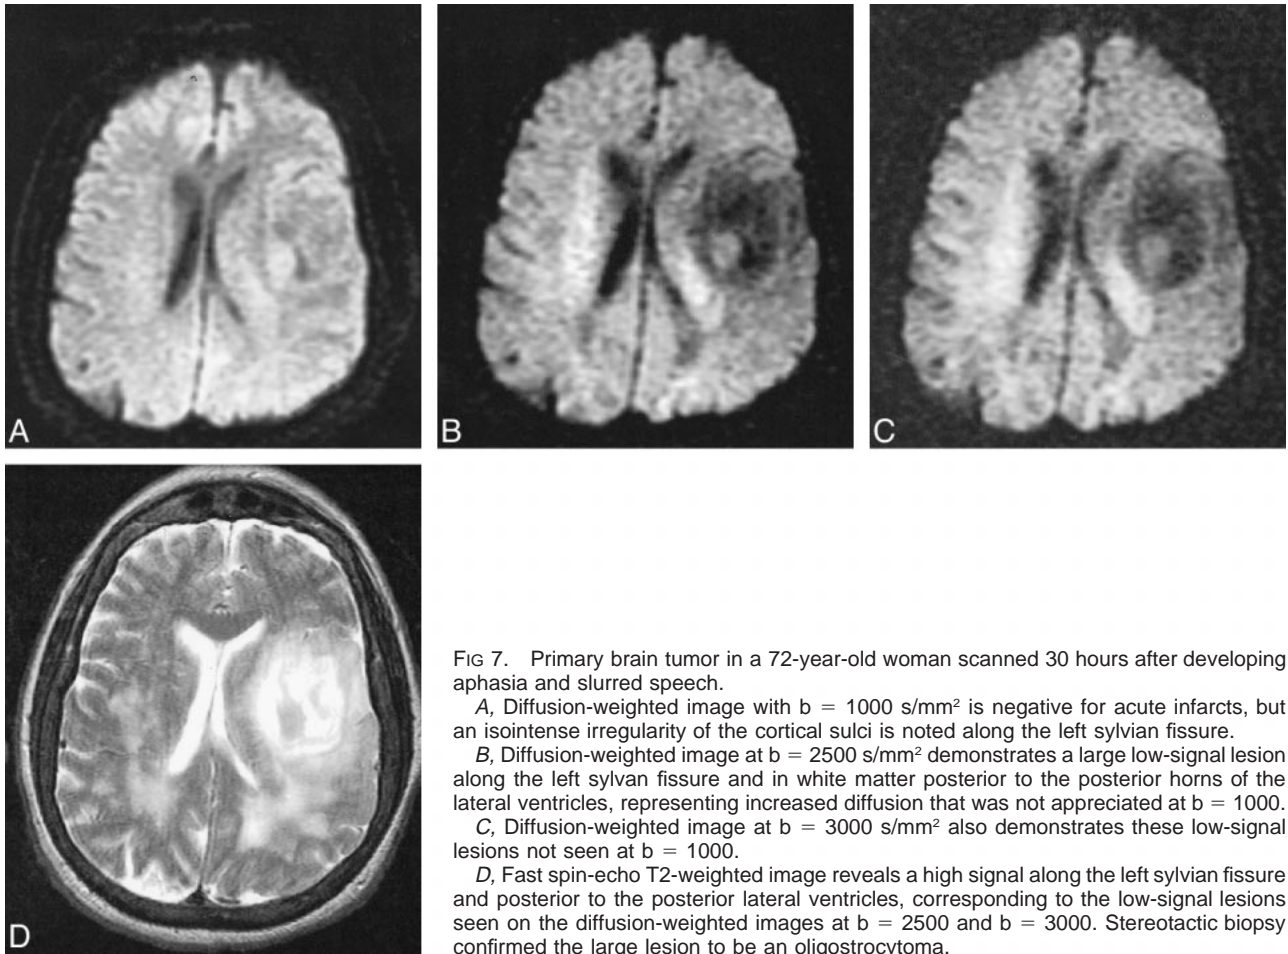 A
B
C
D
FIG 7. Primary brain tumor in a 72-year-old woman scanned 30 hours after developing
aphasia and slurred speech.
A, Diffusion-weighted image with b = 1000 s/mm² is negative for acute infarcts, but
an isointense irregularity of the cortical sulci is noted along the left sylvian fissure.
B, Diffusion-weighted image at b = 2500 s/mm² demonstrates a large low-signal lesion
along the left sylvan fissure and in white matter posterior to the posterior horns of the
lateral ventricles, representing increased diffusion that was not appreciated at b = 1000.
C, Diffusion-weighted image at b = 3000 s/mm² also demonstrates these low-signal
lesions not seen at b = 1000.
D, Fast spin-echo T2-weighted image reveals a high signal along the left sylvian fissure
and posterior to the posterior lateral ventricles, corresponding to the low-signal lesions
seen on the diffusion-weighted images at b = 2500 and b = 3000. Stereotactic biopsy
confirmed the large lesion to be an oligostrocytoma.